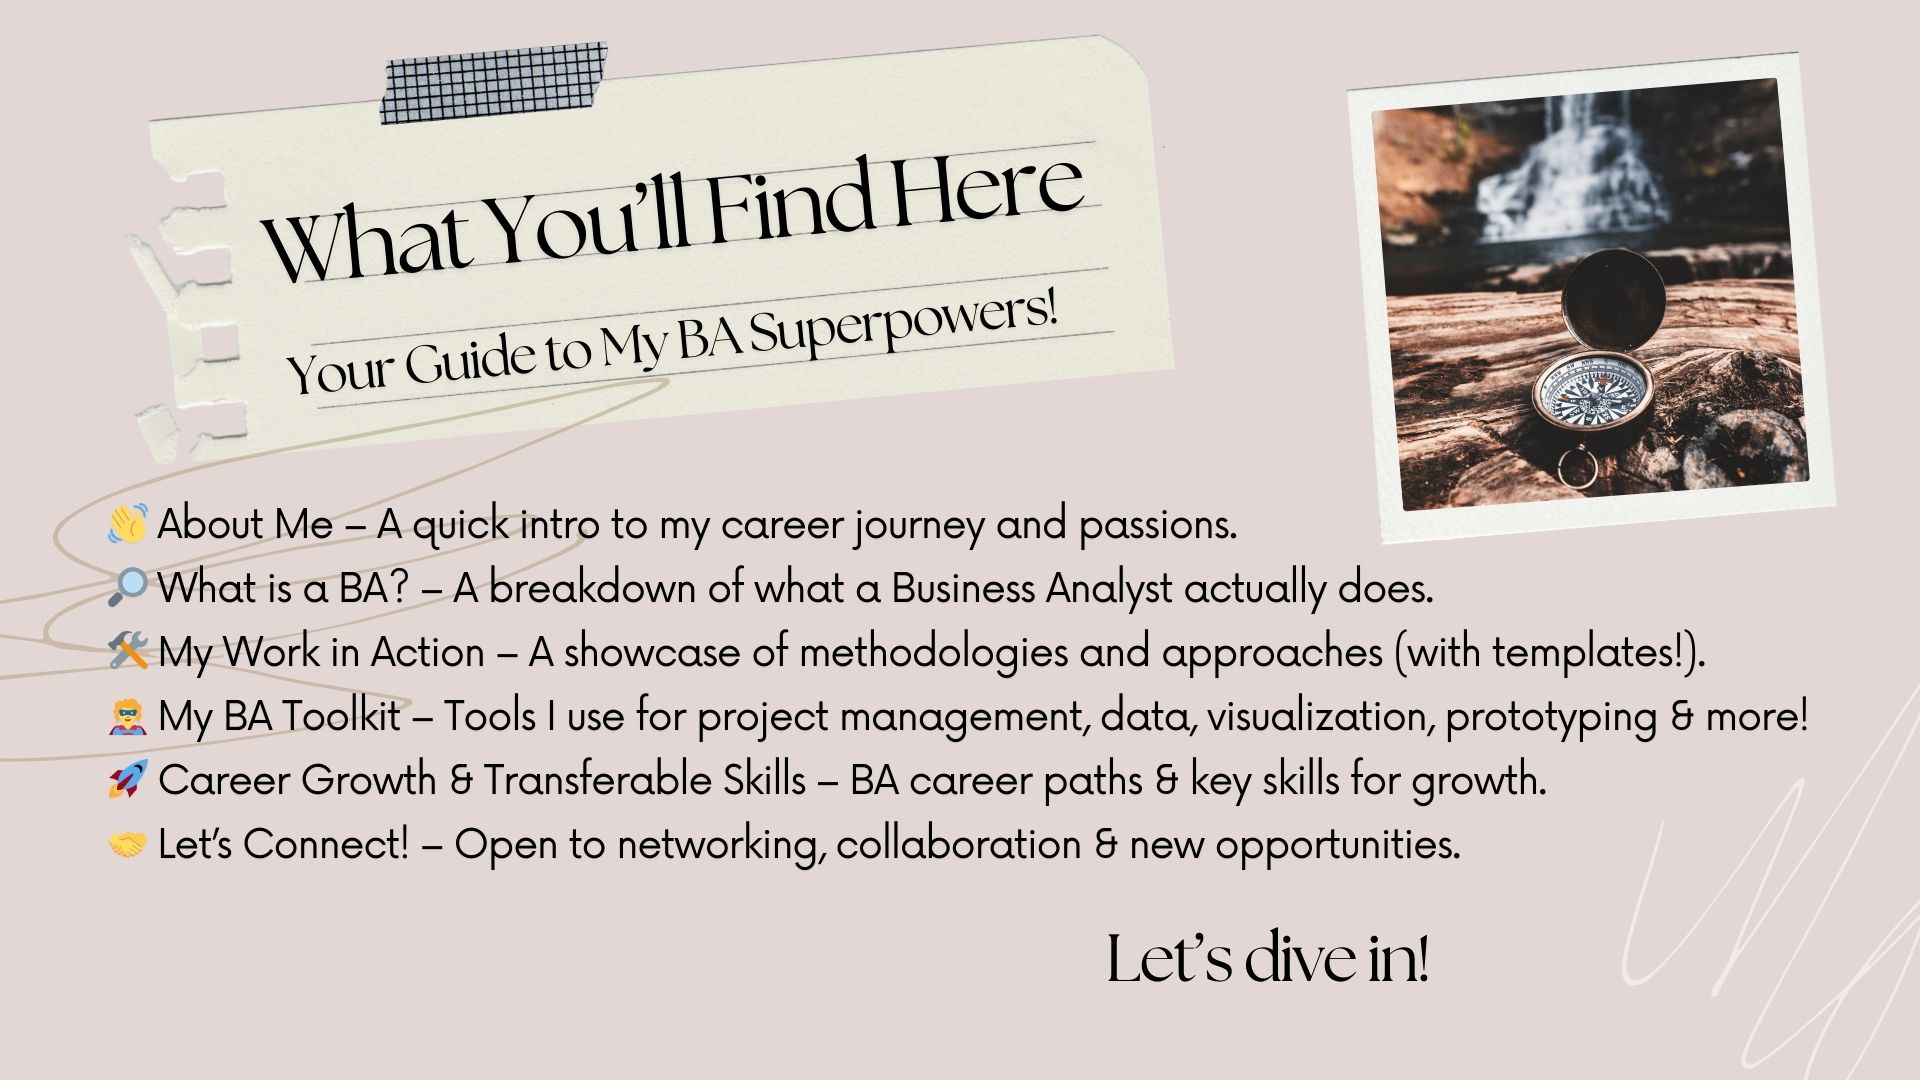 What You'll Find Here
Your Guide to My BA Superpowers!
👋 About Me – A quick intro to my career journey and passions.
🔎 What is a BA? – A breakdown of what a Business Analyst actually does.
🛠️ My Work in Action – A showcase of methodologies and approaches (with templates!).
🦸 My BA Toolkit – Tools I use for project management, data, visualization, prototyping & more!
🚀 Career Growth & Transferable Skills – BA career paths & key skills for growth.
🤝 Let's Connect! – Open to networking, collaboration & new opportunities.
Let's dive in!